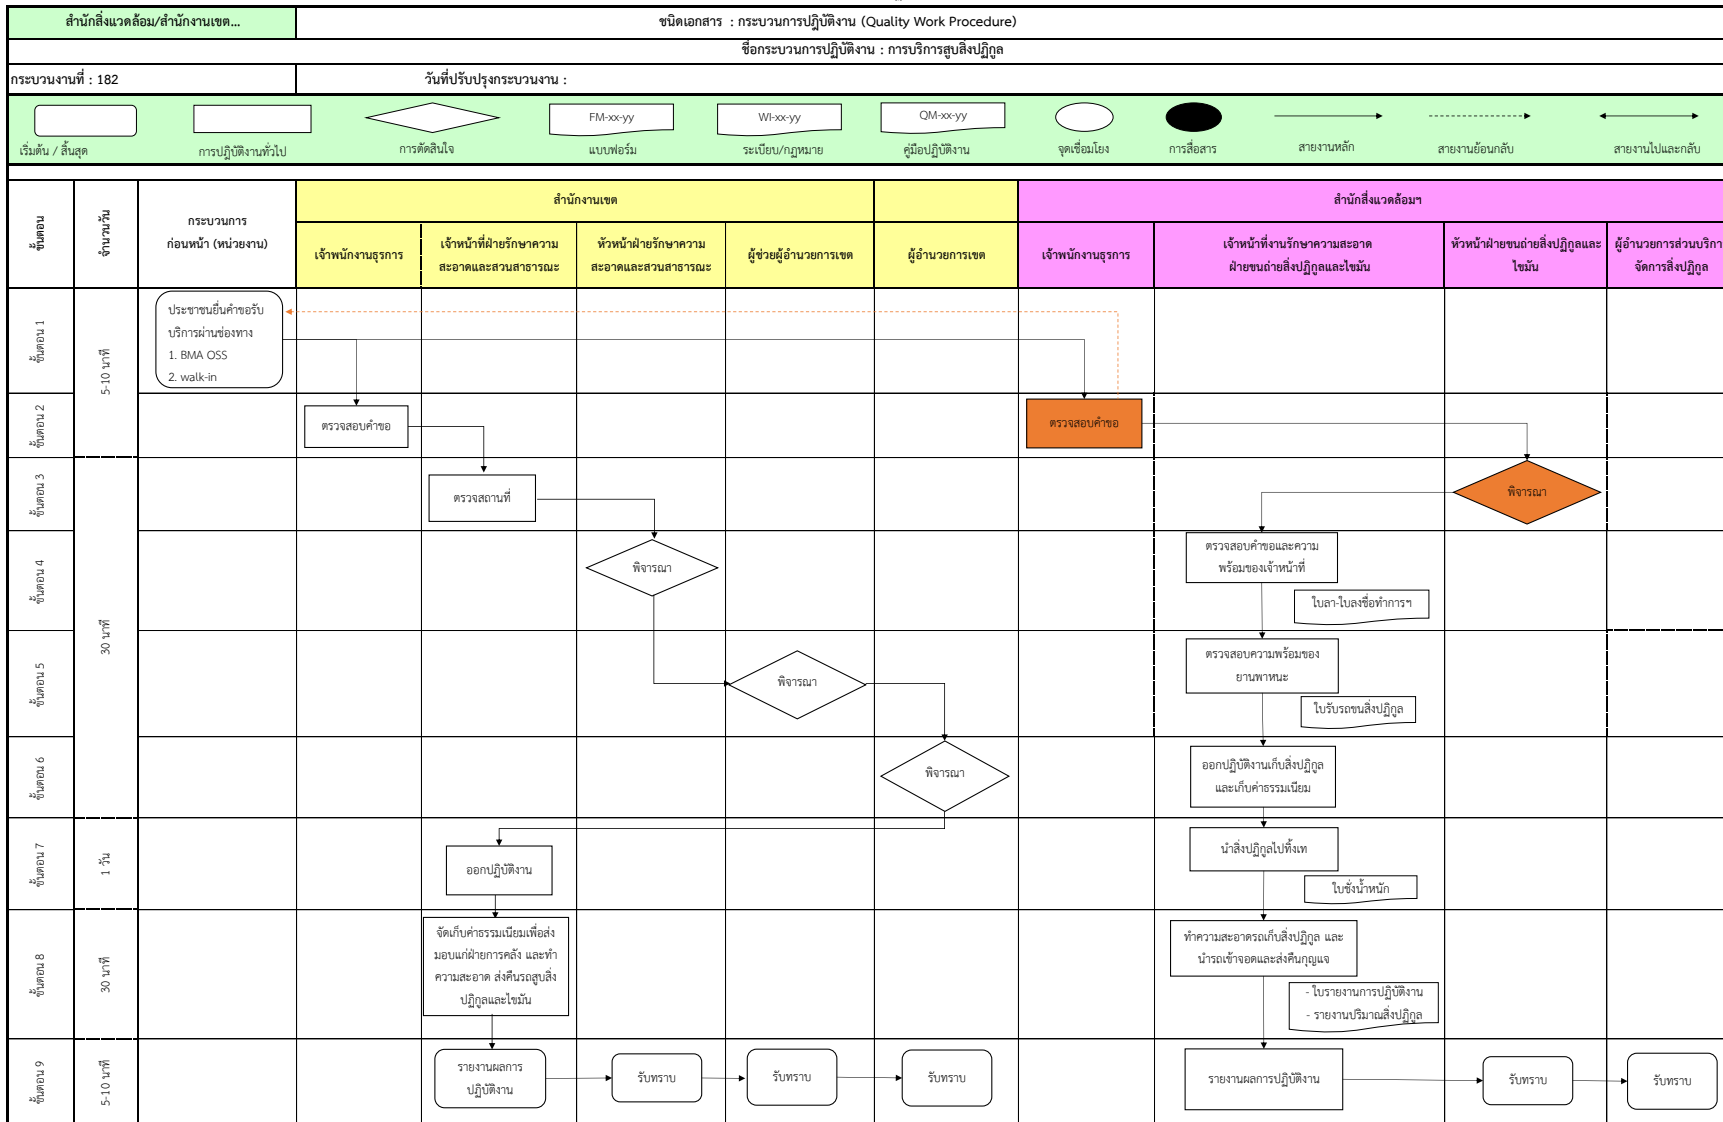 สำนักสิ่งแวดล้อม/สำนักงานเขต...
ชนิดเอกสาร : กระบวนการปฏิบัติงาน (Quality Work Procedure)
ชื่อกระบวนการปฏิบัติงาน : การบริการสูบสิ่งปฏิกูล
กระบวนงานที่ : 182
วันที่ปรับปรุงกระบวนงาน :
FM-xx-yy
WI-xx-yy
QM-xx-yy
เริ่มต้น / สิ้นสุด
การปฏิบัติงานทั่วไป
การตัดสินใจ
แบบฟอร์ม
ระเบียบ/กฎหมาย
คู่มือปฏิบัติงาน
จุดเชื่อมโยง
การสื่อสาร
สายงานหลัก
สายงานย้อนกลับ
สายงานไปและกลับ
ขั้นตอน
จำนวนวัน
กระบวนการ
ก่อนหน้า (หน่วยงาน)
สำนักงานเขต
สำนักสิ่งแวดล้อมฯ
เจ้าพนักงานธุรการ
เจ้าหน้าที่ฝ่ายรักษาความ
สะอาดและสวนสาธารณะ
หัวหน้าฝ่ายรักษาความ
สะอาดและสวนสาธารณะ
ผู้ช่วยผู้อำนวยการเขต
ผู้อำนวยการเขต
เจ้าพนักงานธุรการ
เจ้าหน้าที่งานรักษาความสะอาด
ฝ่ายขนถ่ายสิ่งปฏิกูลและไขมัน
หัวหน้าฝ่ายขนถ่ายสิ่งปฏิกูลและ
ไขมัน
ผู้อำนวยการส่วนบริกา
จัดการสิ่งปฏิกูล
ขั้นตอน 1
5-10 นาที
ประชาชนยื่นคำขอรับ
บริการผ่านช่องทาง
1. BMA OSS
2. walk-in
ขั้นตอน 2
ตรวจสอบคำขอ
ตรวจสอบคำขอ
ขั้นตอน 3
30 นาที
ตรวจสถานที่
พิจารณา
ขั้นตอน 4
พิจารณา
ตรวจสอบคำขอและความ
พร้อมของเจ้าหน้าที่
ใบลา-ใบลงชื่อทำการฯ
ขั้นตอน 5
พิจารณา
ตรวจสอบความพร้อมของ
ยานพาหนะ
ใบรับรถขนสิ่งปฏิกูล
ขั้นตอน 6
พิจารณา
ออกปฏิบัติงานเก็บสิ่งปฏิกูล
และเก็บค่าธรรมเนียม
ขั้นตอน 7
1 วัน
ออกปฏิบัติงาน
นำสิ่งปฏิกูลไปทิ้งเท
ใบชั่งน้ำหนัก
ขั้นตอน 8
30 นาที
จัดเก็บค่าธรรมเนียมเพื่อส่ง
มอบแก่ฝ่ายการคลัง และทำ
ความสะอาด ส่งคืนรถสูบสิ่ง
ปฏิกูลและไขมัน
ทำความสะอาดรถเก็บสิ่งปฏิกูล และ
นำรถเข้าจอดและส่งคืนกุญแจ
- ใบรายงานการปฏิบัติงาน
- รายงานปริมาณสิ่งปฏิกูล
ขั้นตอน 9
5-10 นาที
รายงานผลการ
ปฏิบัติงาน
รับทราบ
รับทราบ
รับทราบ
รายงานผลการปฏิบัติงาน
รับทราบ
รับทราบ